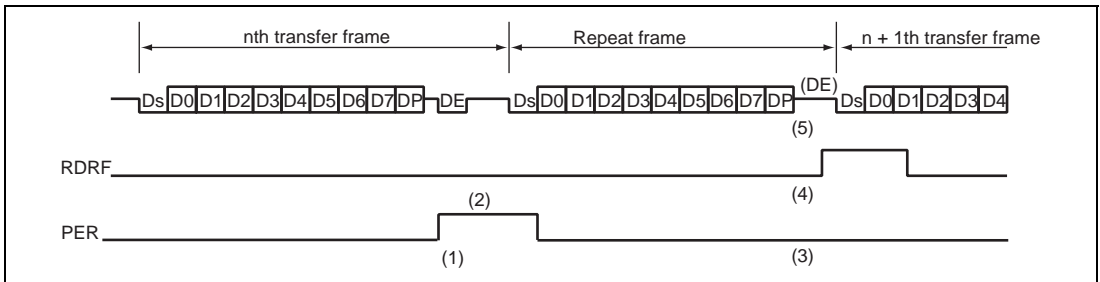 nth transfer frame Repeat frame n + 1th transfer frame
(DE)
Ds D0 D1 D2 D3 D4 D5 D6 D7 DP DE Ds D0 D1 D2 D3 D4 D5 D6 D7 DP Ds D0 D1 D2 D3 D4
(5)
RDRF
(2) (4)
PER
(1) (3)